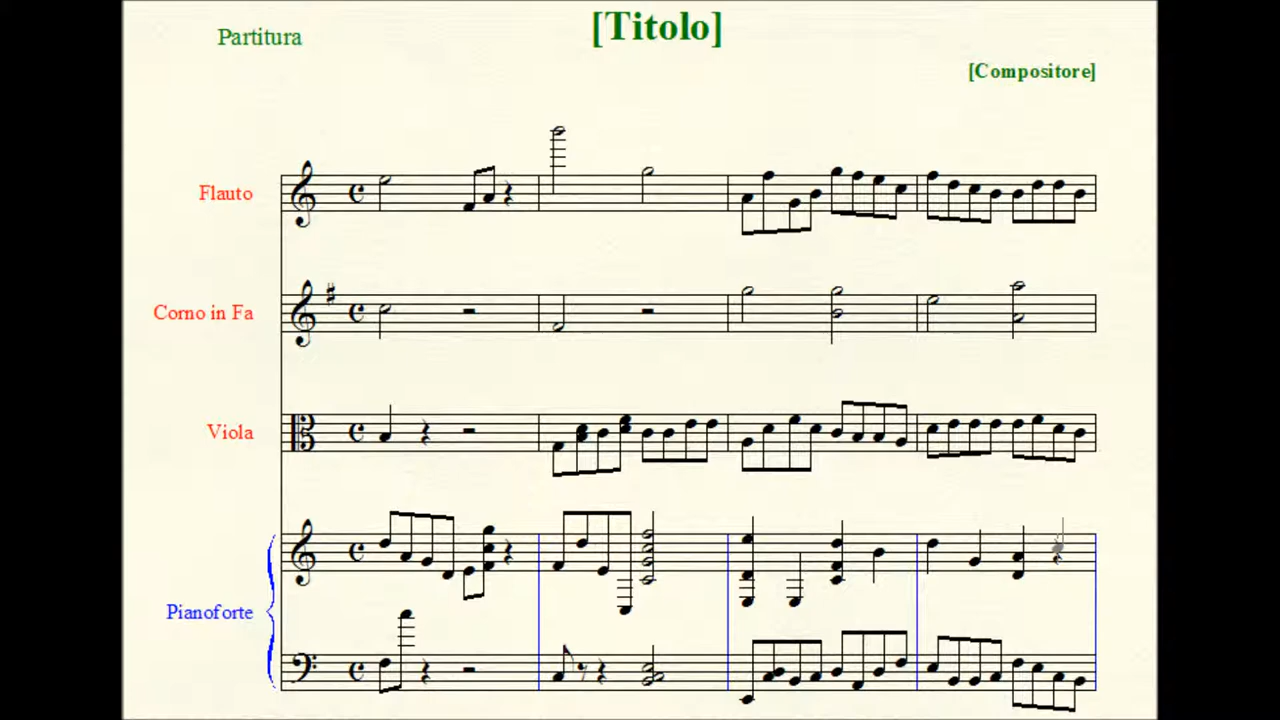 Partitura
[Titolo]
[Compositore]
Flauto
Corno in Fa
Viola
Pianoforte